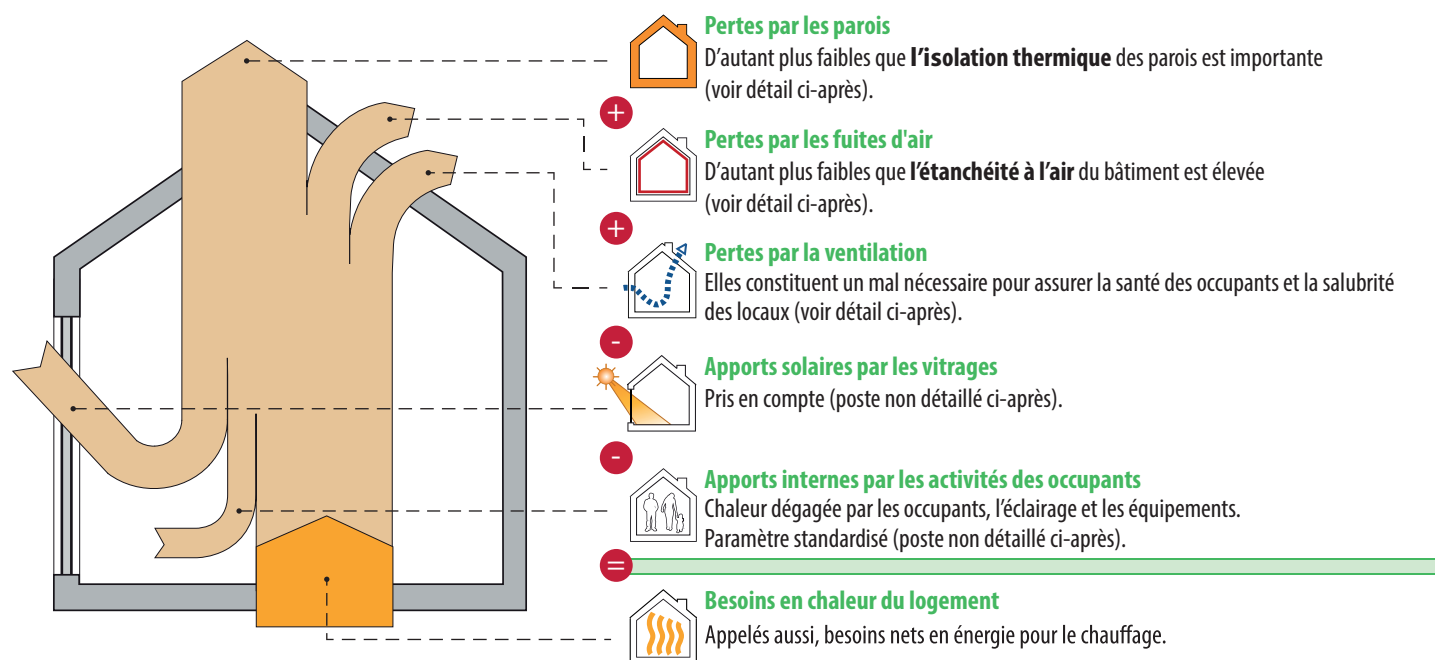 Pertes par les parois
D'autant plus faibles que l'isolation thermique des parois est importante
(voir détail ci-après).
+
Pertes par les fuites d'air
D'autant plus faibles que l'étanchéité à l'air du bâtiment est élevée
(voir détail ci-après).
+
Pertes par la ventilation
Elles constituent un mal nécessaire pour assurer la santé des occupants et la salubrité
des locaux (voir détail ci-après).
-
Apports solaires par les vitrages
Pris en compte (poste non détaillé ci-après).
-
Apports internes par les activités des occupants
Chaleur dégagée par les occupants, l'éclairage et les équipements.
Paramètre standardisé (poste non détaillé ci-après).
=
Besoins en chaleur du logement
Appelés aussi, besoins nets en énergie pour le chauffage.